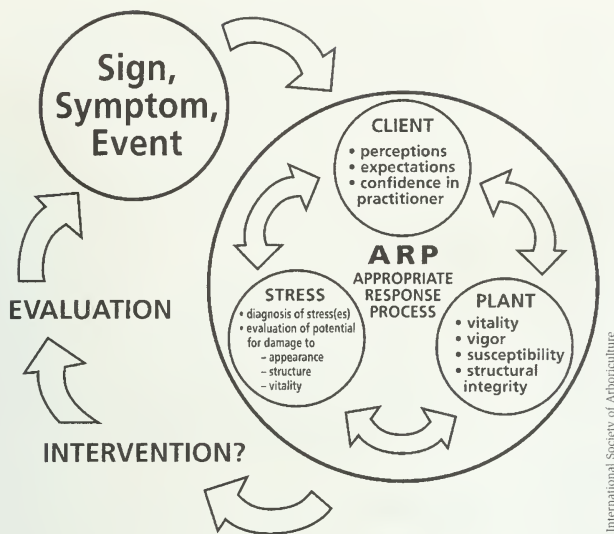 Sign,
Symptom,
Event
CLIENT
• perceptions
• expectations
• confidence in
practitioner
ARP
APPROPRIATE
RESPONSE
PROCESS
STRESS
• diagnosis of stress(es)
• evaluation of potential
for damage to
– appearance
– structure
– vitality
PLANT
• vitality
• vigor
• susceptibility
• structural
integrity
EVALUATION
INTERVENTION?
International Society of Arboriculture